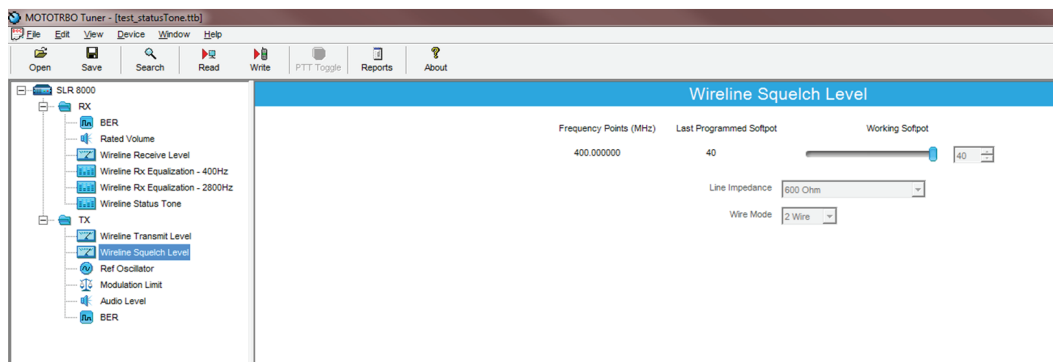 MOTOTRBO Tuner - [test_statusTone.ttb]
File Edit View Device Window Help
Open Save Search Read Write PTT Toggle Reports About
SLR 8000
RX
BER
Rated Volume
Wireline Receive Level
Wireline Rx Equalization - 400Hz
Wireline Rx Equalization - 2800Hz
Wireline Status Tone
TX
Wireline Transmit Level
Wireline Squelch Level
Ref Oscillator
Modulation Limit
Audio Level
BER
Wireline Squelch Level
Frequency Points (MHz) Last Programmed Softpot Working Softpot
400.000000 40 40
Line Impedance 600 Ohm
Wire Mode 2 Wire